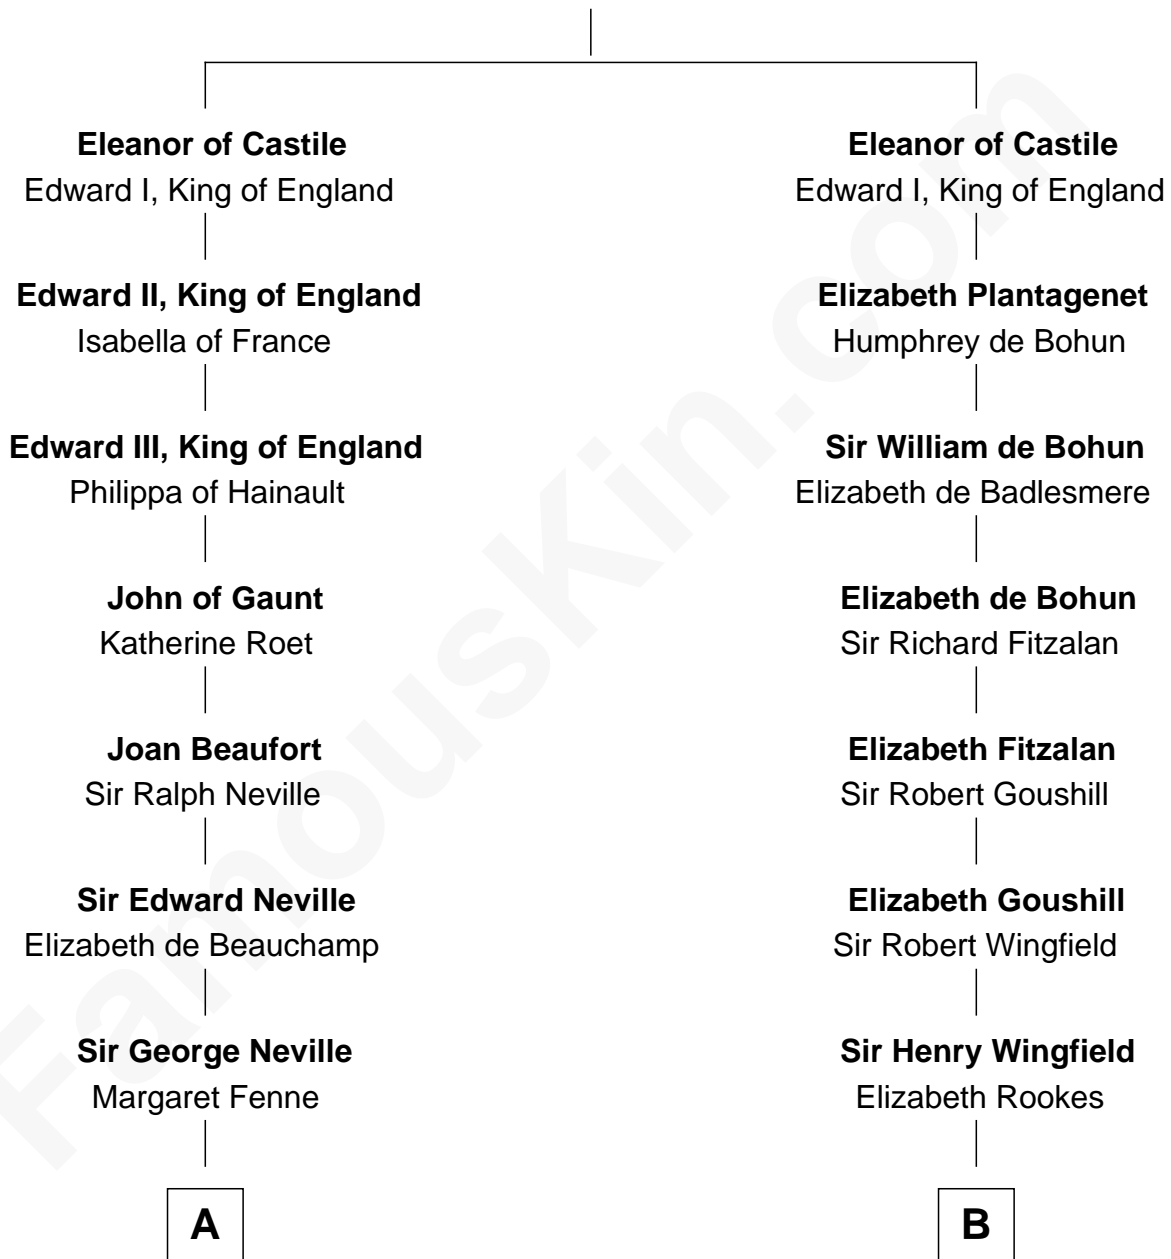 Eleanor of Castile
Edward I, King of England
Edward II, King of England
Isabella of France
Edward III, King of England
Philippa of Hainault
John of Gaunt
Katherine Roet
Joan Beaufort
Sir Ralph Neville
Sir Edward Neville
Elizabeth de Beauchamp
Sir George Neville
Margaret Fenne
A
Eleanor of Castile
Edward I, King of England
Elizabeth Plantagenet
Humphrey de Bohun
Sir William de Bohun
Elizabeth de Badlesmere
Elizabeth de Bohun
Sir Richard Fitzalan
Elizabeth Fitzalan
Sir Robert Goushill
Elizabeth Goushill
Sir Robert Wingfield
Sir Henry Wingfield
Elizabeth Rookes
B
FamousKin.com